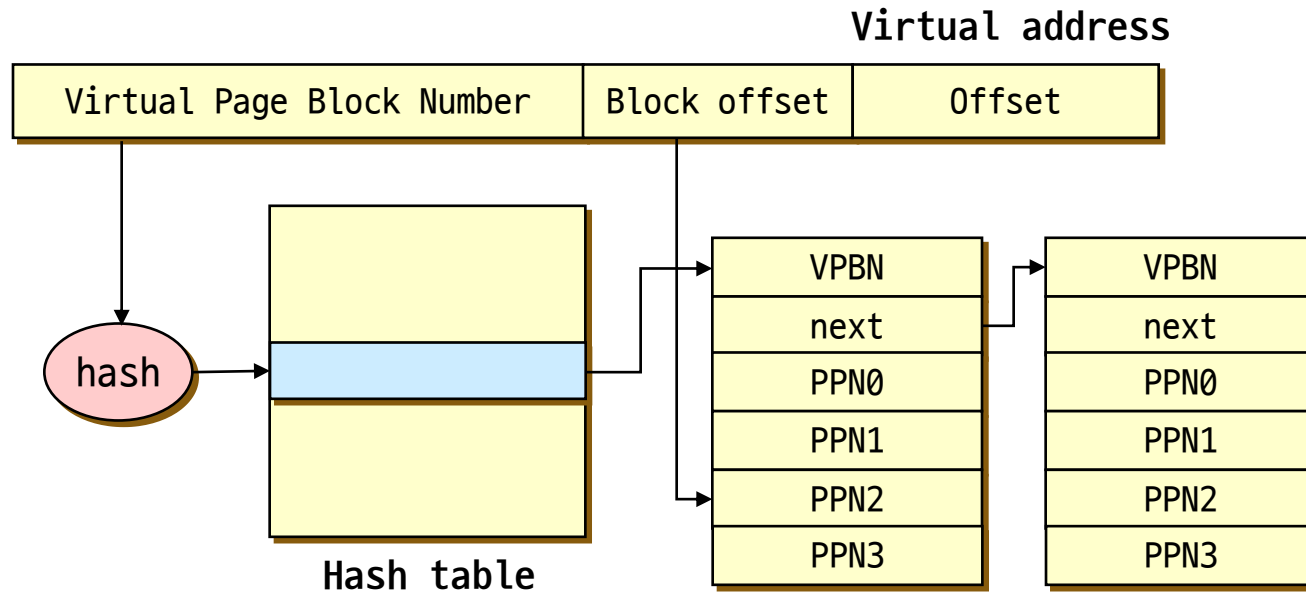 Virtual address
Virtual Page Block Number Block offset Offset
hash
Hash table
VPBN
next
PPN0
PPN1
PPN2
PPN3
VPBN
next
PPN0
PPN1
PPN2
PPN3